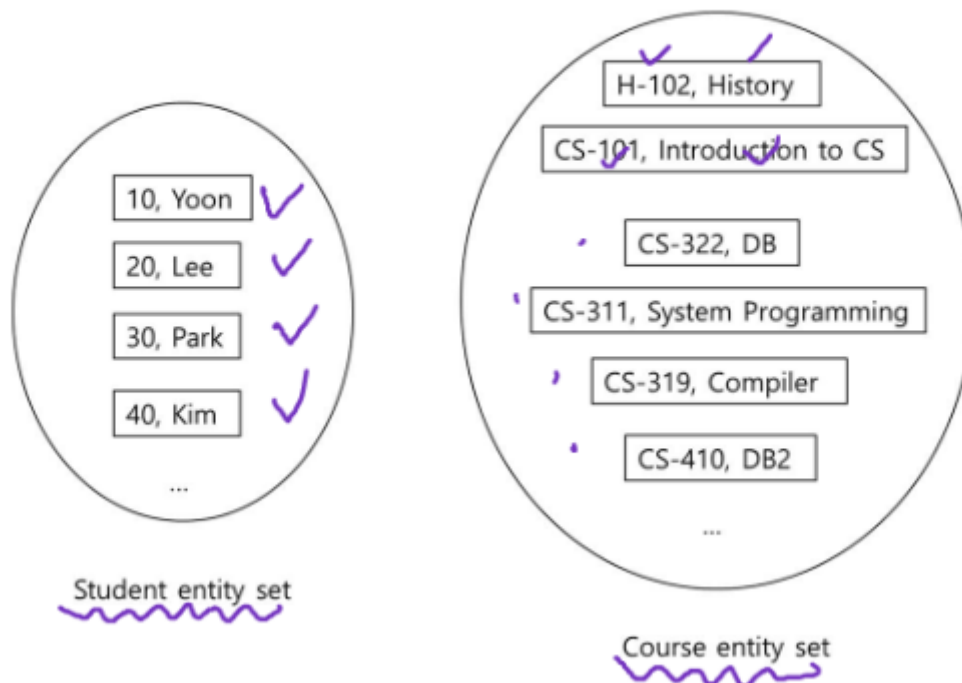 10, Yoon
20, Lee
30, Park
40, Kim
...
Student entity set
H-102, History
CS-101, Introduction to CS
CS-322, DB
CS-311, System Programming
CS-319, Compiler
CS-410, DB2
...
Course entity set